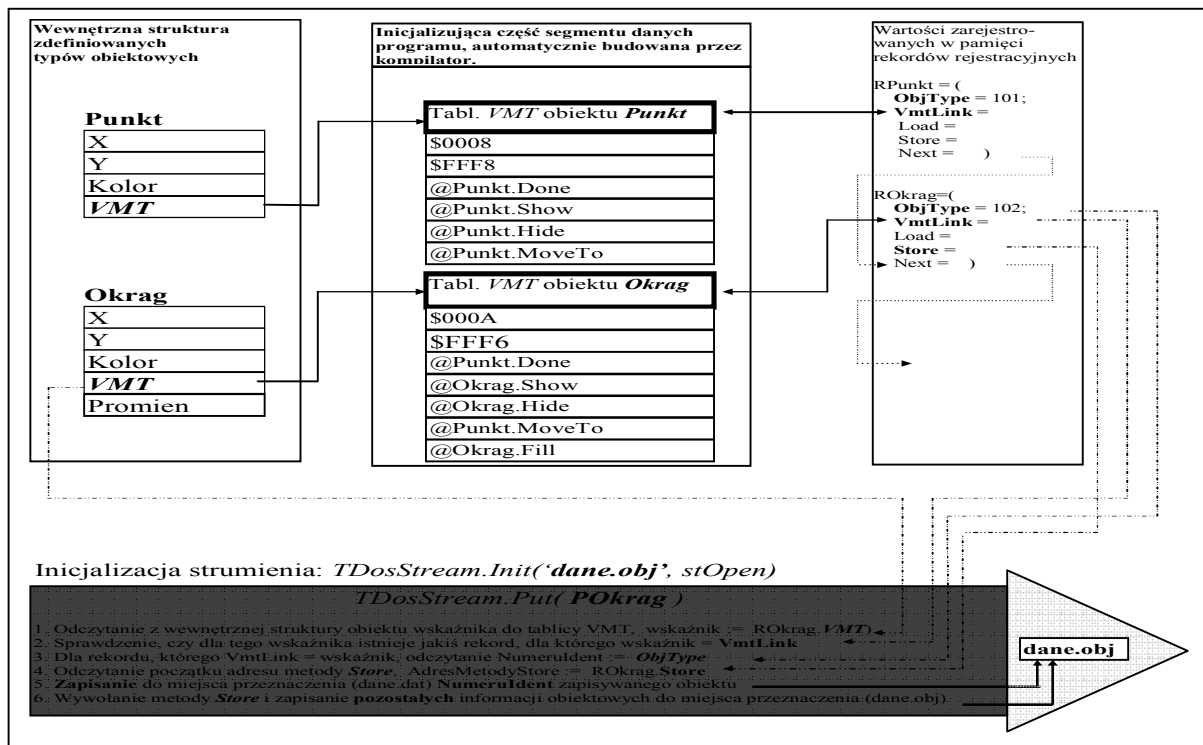 Wewnętrzna struktura
zdefiniowanych
typów obiektowych
Punkt
X
Y
Kolor
VMT
Okrag
X
Y
Kolor
VMT
Promien
Inicjalizująca część segmentu danych
programu, automatycznie budowana przez
kompilator.
Tabl. VMT obiektu Punkt
$0008
$FFF8
@Punkt.Done
@Punkt.Show
@Punkt.Hide
@Punkt.MoveTo
Tabl. VMT obiektu Okrag
$000A
$FFF6
@Punkt.Done
@Okrag.Show
@Okrag.Hide
@Punkt.MoveTo
@Okrag.Fill
Wartości zarejestro-
wanych w pamięci
rekordów rejestracyjnych
RPunkt = (
ObjType = 101;
VmtLink =
Load =
Store =
Next = )
ROkrag=(
ObjType = 102;
VmtLink =
Load =
Store =
Next = )
Inicjalizacja strumienia: TDosStream.Init(‘dane.obj’, stOpen)
TDosStream.Put( POkrag )
1. Odczytanie z wewnętrznej struktury obiektu wskaźnika do tablicy VMT, wskaźnik := ROkrag.VMT)
2. Sprawdzenie, czy dla tego wskaźnika istnieje jakiś rekord, dla którego wskaźnik = VmtLink
3. Dla rekordu, którego VmtLink = wskaźnik, odczytanie NumeruIdent := ObjType
4. Odczytanie początku adresu metody Store, AdresMetodyStore := ROkrag.Store
5. Zapisanie do miejsca przeznaczenia (dane.dat) NumeruIdent zapisywanego obiektu
6. Wywołanie metody Store i zapisanie pozostałych informacji obiektowych do miejsca przeznaczenia (dane.obj)
dane.obj